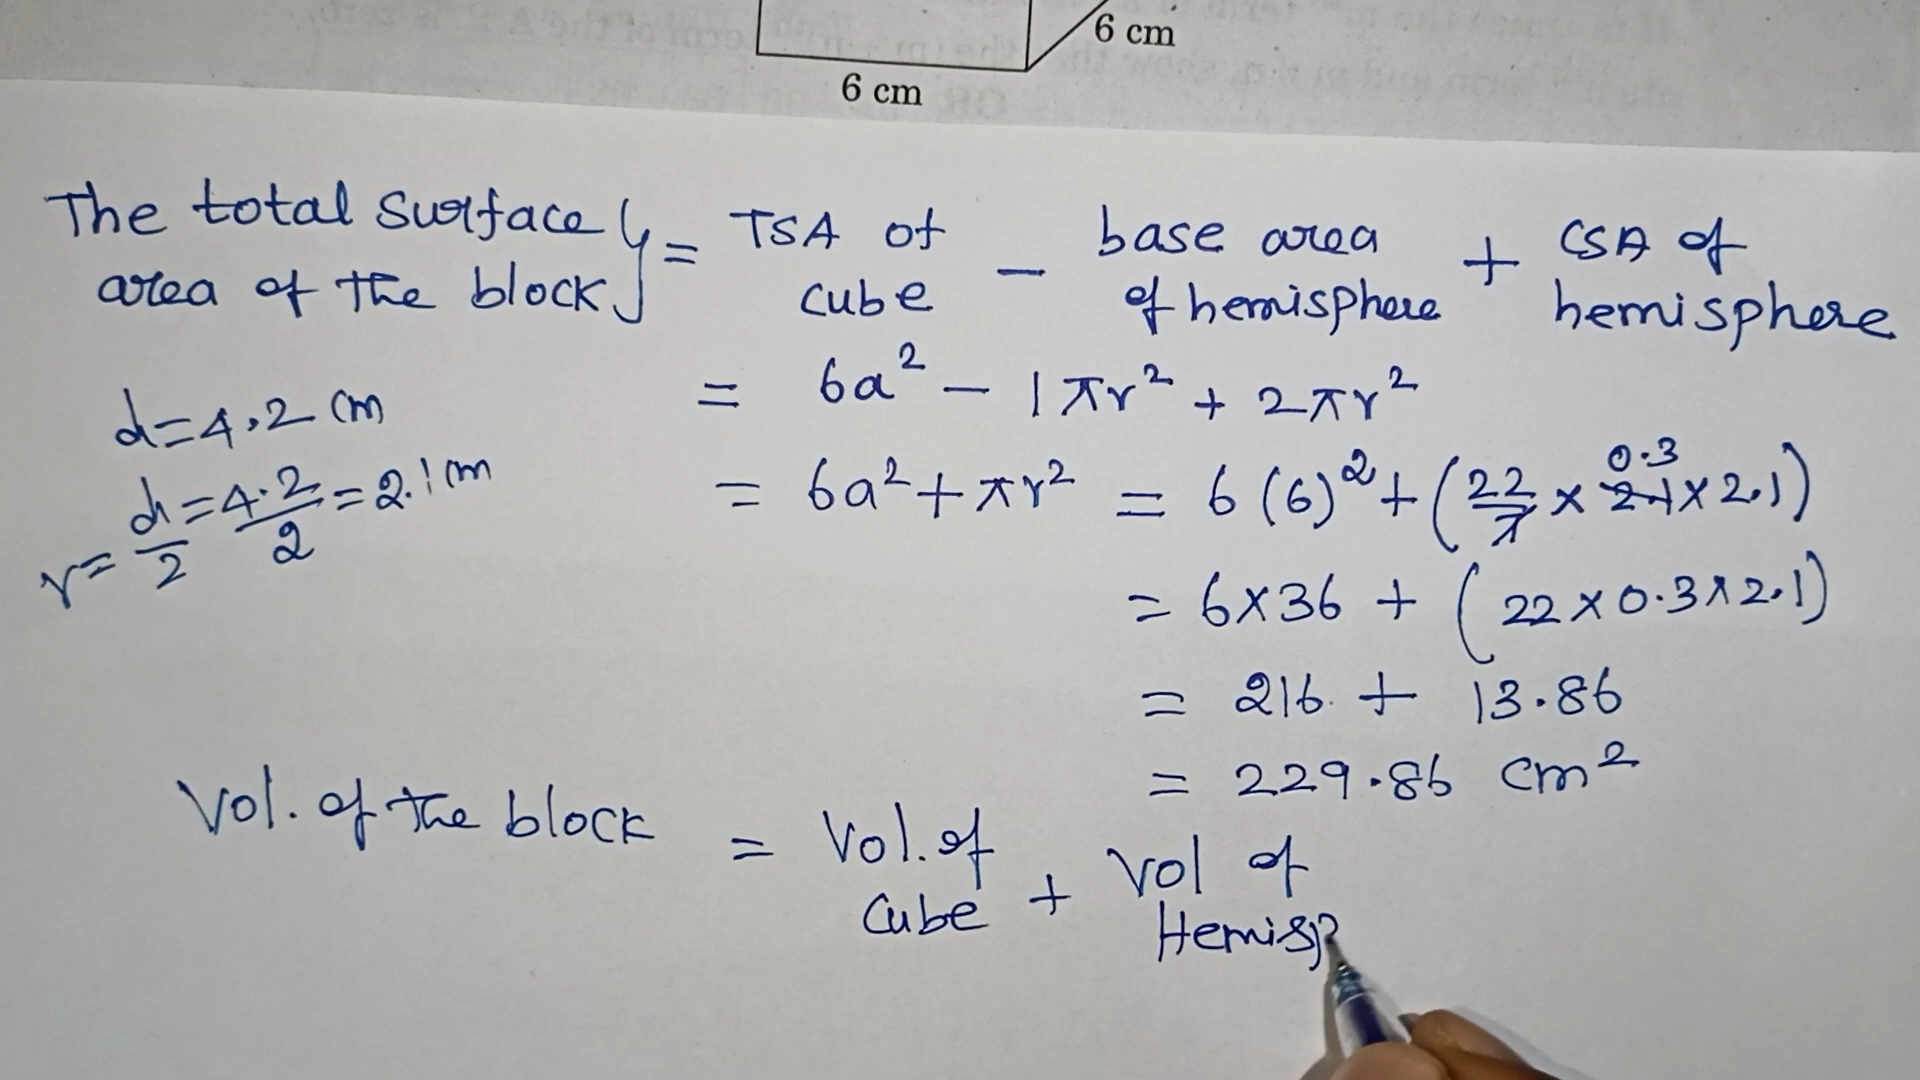 6 cm
6 cm
The total surface } = TSA of − base area + CSA of
area of the block cube of hemisphere hemisphere
= 6a² − 1πr² + 2πr²
d = 4.2 cm
= 6a² + πr² = 6(6)² + (22/7 × 2.1 × 2.1)
0.3
r = d/2 = 4.2/2 = 2.1 cm
= 6×36 + (22 × 0.3 × 2.1)
= 216 + 13.86
= 229.86 cm²
Vol. of the block = Vol. of + Vol of
Cube Hemisp